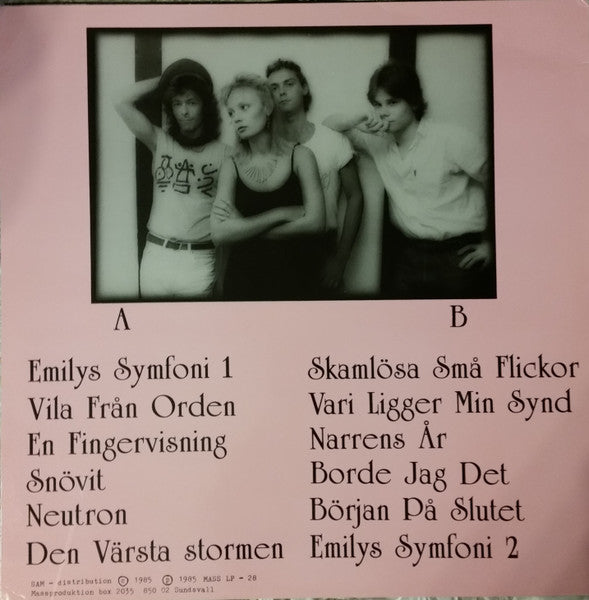 A
Emilys Symfoni 1
Vila Från Orden
En Fingervisning
Snövit
Neutron
Den Värsta stormen
B
Skamlösa Små Flickor
Vari Ligger Min Synd
Narrens År
Borde Jag Det
Början På Slutet
Emilys Symfoni 2
SAM - distribution © 1985 ℗ 1985 MASS LP - 28
Massproduktion box 2035 850 02 Sundsvall